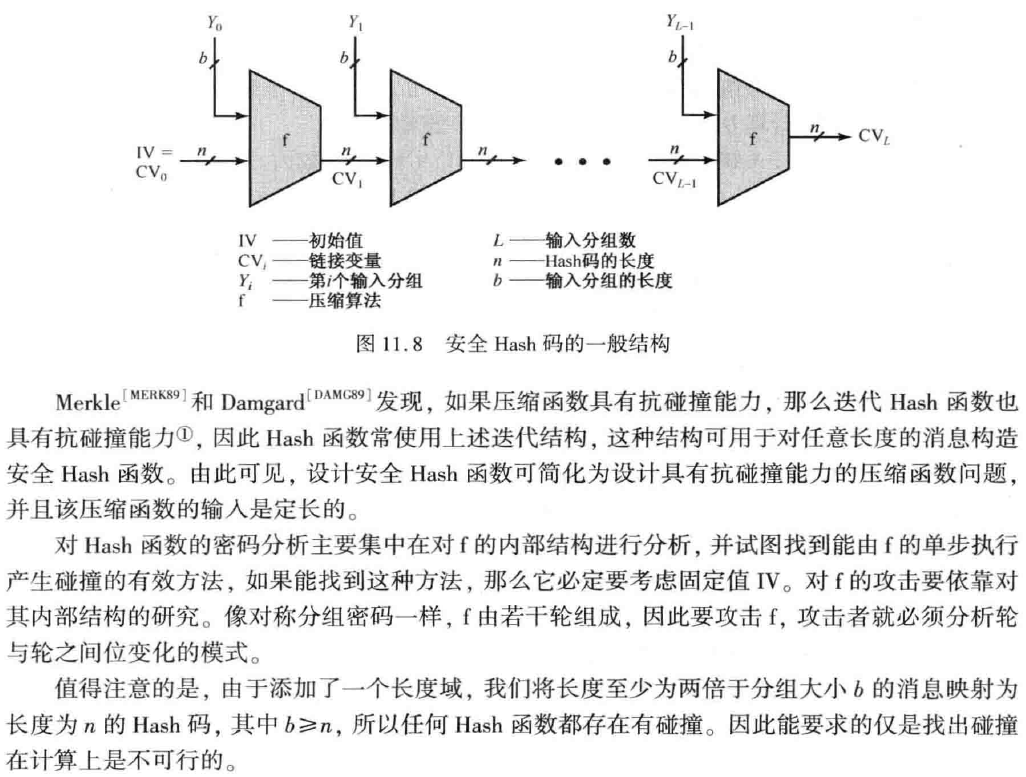 Y₀ Y₁ Y_{L−1}
b b b
f f f
IV = n n n n n CV_L
CV₀ CV₁ • • • CV_{L−1}
IV ——初始值 L ——输入分组数
CVᵢ ——链接变量 n ——Hash码的长度
Yᵢ ——第i个输入分组 b ——输入分组的长度
f ——压缩算法
图 11.8 安全 Hash 码的一般结构
Merkle[MERK89]和 Damgard[DAMG89]发现，如果压缩函数具有抗碰撞能力，那么迭代 Hash 函数也
具有抗碰撞能力①，因此 Hash 函数常使用上述迭代结构，这种结构可用于对任意长度的消息构造
安全 Hash 函数。由此可见，设计安全 Hash 函数可简化为设计具有抗碰撞能力的压缩函数问题，
并且该压缩函数的输入是定长的。
对 Hash 函数的密码分析主要集中在对 f 的内部结构进行分析，并试图找到能由 f 的单步执行
产生碰撞的有效方法，如果能找到这种方法，那么它必定要考虑固定值 IV。对 f 的攻击要依靠对
其内部结构的研究。像对称分组密码一样，f 由若干轮组成，因此要攻击 f，攻击者就必须分析轮
与轮之间位变化的模式。
值得注意的是，由于添加了一个长度域，我们将长度至少为两倍于分组大小 b 的消息映射为
长度为 n 的 Hash 码，其中 b⩾n，所以任何 Hash 函数都存在有碰撞。因此能要求的仅是找出碰撞
在计算上是不可行的。